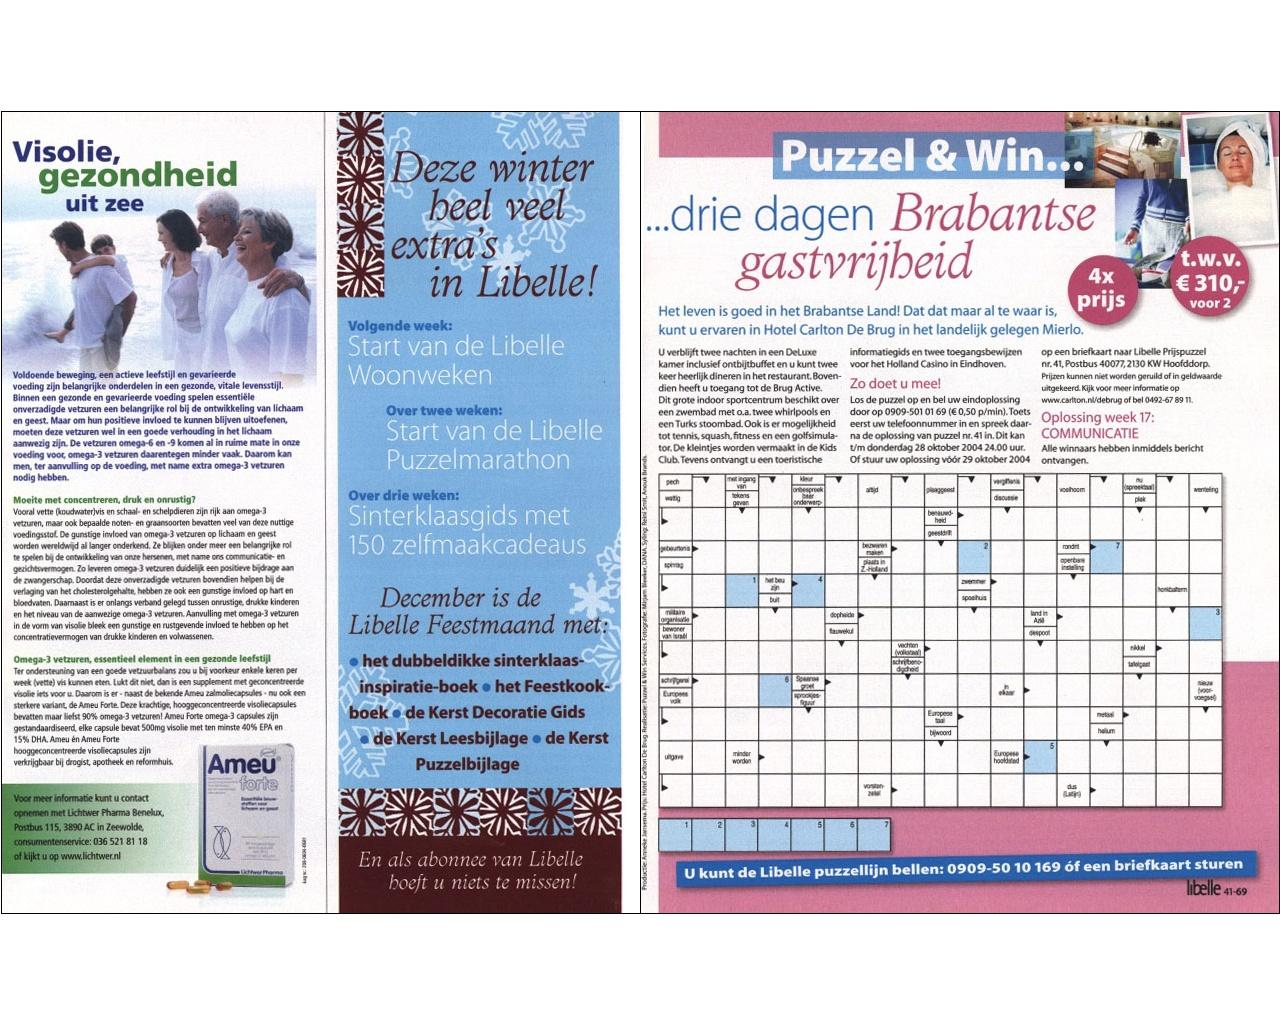 Visolie,
gezondheid
uit zee
Voldoende beweging, een actieve leefstijl en gevarieerde
voeding zijn belangrijke onderdelen in een gezonde, vitale levensstijl.
Binnen een gezonde en gevarieerde voeding spelen essentiële
onverzadigde vetzuren een belangrijke rol bij de ontwikkeling van lichaam
en geest. Maar om hun positieve invloed te kunnen blijven uitoefenen,
moeten deze vetzuren wel in een goede verhouding in het lichaam
aanwezig zijn. De vetzuren omega-6 en -9 komen al in ruime mate in onze
voeding voor, omega-3 vetzuren daarentegen minder vaak. Daarom kan
men, ter aanvulling op de voeding, met name extra omega-3 vetzuren
nodig hebben.
Moeite met concentreren, druk en onrustig?
Vooral vette (koudwater)vis en schaal- en schelpdieren zijn rijk aan omega-3
vetzuren, maar ook bepaalde noten- en graansoorten bevatten veel van deze nuttige
voedingsstof. De gunstige invloed van omega-3 vetzuren op lichaam en geest
worden wereldwijd al langer onderkend. Ze blijken onder meer een belangrijke rol
te spelen bij de ontwikkeling van onze hersenen, met name ons communicatie- en
gezichtsvermogen. Zo leveren omega-3 vetzuren duidelijk een positieve bijdrage aan
de zwangerschap. Doordat deze onverzadigde vetzuren bovendien helpen bij de
verlaging van het cholesterolgehalte, hebben ze ook een gunstige invloed op hart en
bloedvaten. Daarnaast is er onlangs verband gelegd tussen onrustige, drukke kinderen
en het niveau van de aanwezige omega-3 vetzuren. Aanvulling met omega-3 vetzuren
in de vorm van visolie bleek een gunstig en rustgevende invloed te hebben op het
concentratievermogen van drukke kinderen en volwassenen.
Omega-3 vetzuren, essentieel element in een gezonde leefstijl
Ter ondersteuning van een goede vetzuurbalans zou u bij voorkeur enkele keren per
week (vette) vis kunnen eten. Lukt dit niet, dan is een supplement met geconcentreerde
visolie iets voor u. Daarom is er - naast de bekende Ameu zalmoliecapsules - nu ook een
sterkere variant, de Ameu Forte. Deze krachtige, hooggeconcentreerde visoliecapsules
bevatten maar liefst 90% omega-3 vetzuren! Ameu Forte omega-3 capsules zijn
gestandaardiseerd, elke capsule bevat 500mg visolie met ten minste 40% EPA en
15% DHA. Ameu én Ameu Forte
hooggeconcentreerde visoliecapsules zijn
verkrijgbaar bij drogist, apotheek en reformhuis.
Voor meer informatie kunt u contact
opnemen met Lichtwer Pharma Benelux,
Postbus 115, 3890 AC in Zeewolde,
consumentenservice: 036 521 81 18
of kijkt u op www.lichtwer.nl
Ameu
forte
Lichtwer Pharma
Deze winter
heel veel
extra's
in Libelle!
Volgende week:
Start van de Libelle
Woonweken
Over twee weken:
Start van de Libelle
Puzzelmarathon
Over drie weken:
Sinterklaasgids met
150 zelfmaakcadeaus
December is de
Libelle Feestmaand met:
• het dubbeldikke sinterklaas-
inspiratie-boek • het Feestkook-
boek • de Kerst Decoratie Gids
• de Kerst Leesbijlage • de Kerst
Puzzelbijlage
En als abonnee van Libelle
hoeft u niets te missen!
Puzzel & Win...
...drie dagen Brabantse
gastvrijheid
4x
prijs
t.w.v.
€ 310,-
voor 2
Het leven is goed in het Brabantse Land! Dat dat maar al te waar is,
kunt u ervaren in Hotel Carlton De Brug in het landelijk gelegen Mierlo.
U verblijft twee nachten in een DeLuxe
kamer inclusief ontbijtbuffet en u kunt twee
keer heerlijk dineren in het restaurant. Boven-
dien heeft u toegang tot de Brug Active.
Dit grote indoor sportcentrum beschikt over
een zwembad met o.a. twee whirlpools en
een Turks stoombad. Ook is er mogelijkheid
tot tennis, squash, fitness en een golfsimula-
tor. De kleintjes worden vermaakt in de Kids
Club. Tevens ontvangt u een toeristische
informatiegids en twee toegangsbewijzen
voor het Holland Casino in Eindhoven.
Zo doet u mee!
Los de puzzel op en bel uw eindoplossing
door op 0909-501 01 69 (€ 0,50 p/min). Toets
eerst uw telefoonnummer in en spreek daar-
na de oplossing van puzzel nr. 41 in. Dit kan
t/m donderdag 28 oktober 2004 24.00 uur.
Of stuur uw oplossing vóór 29 oktober 2004
op een briefkaart naar Libelle Prijspuzzel
nr. 41, Postbus 40077, 2130 KW Hoofddorp.
Prijzen kunnen niet worden geruild of in geldwaarde
uitgekeerd. Kijk voor meer informatie op
www.carlton.nl/debrug of bel 0492-67 89 11.
Oplossing week 17:
COMMUNICATIE
Alle winnaars hebben inmiddels bericht
ontvangen.
pech
wettig
met ingang van
tekens geven
kleur
onbespreek baar onderwerp
altijd
plaaggeest
vergiffenis
discussie
voelhoorn
nu (spreektaal)
plek
wenteling
benauwdheid
geestdrift
gebeurtenis
spinrag
bezwaren maken
plaats in Z.-Holland
2
rondrit
openbare instelling
7
1
het beu zijn
buit
4
zwemmer
spoelhuis
honkbalterm
militaire organisatie
bewoner van Israël
dopheide
flauwekul
land in Azië
despoot
3
vechten (volkstaal)
schrijfbenodigdheid
nikkel
tafelgast
schrijfgerei
Europees volk
6
Spaanse groet
sprookjesfiguur
in elkaar
nieuw (voorvoegsel)
Europese taal
bijwoord
metaal
helium
uitgave
minder worden
Europese hoofdstad
5
vorstenzetel
dus (Latijn)
1 2 3 4 5 6 7
U kunt de Libelle puzzellijn bellen: 0909-50 10 169 óf een briefkaart sturen
libelle 41-69